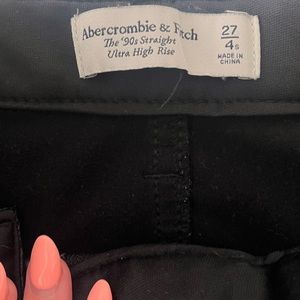 Abercrombie & Fitch
The '90s Straight
Ultra High Rise
27
4s
MADE IN
CHINA